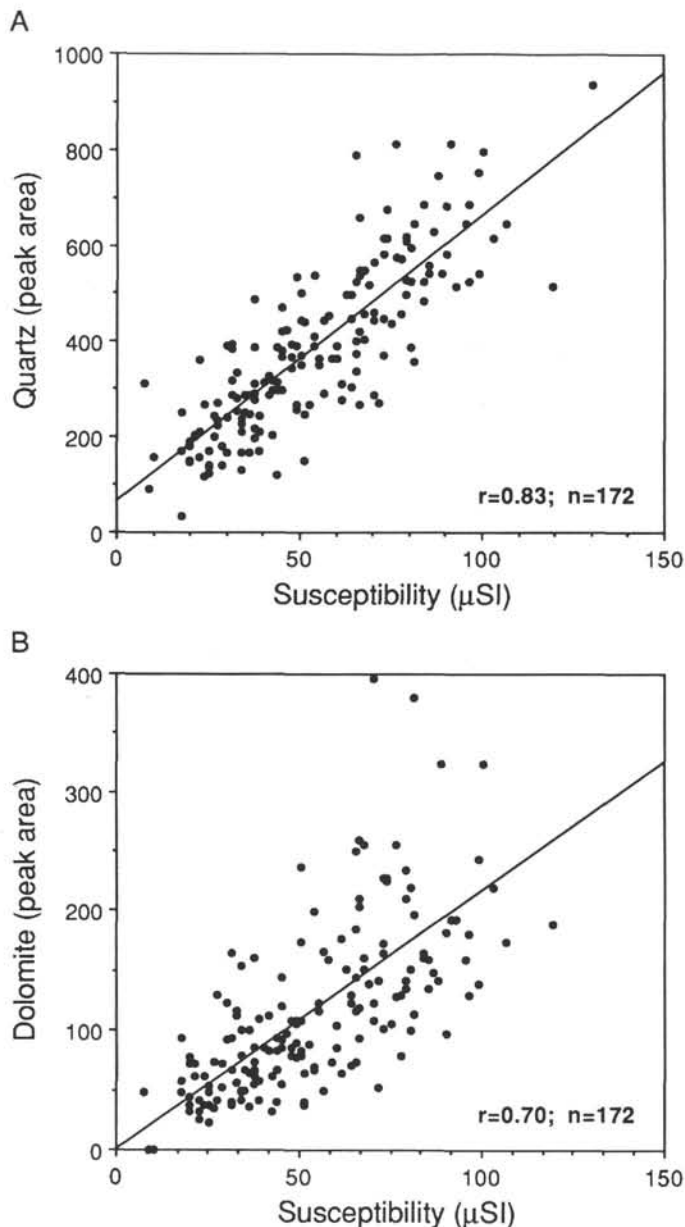 A
1000
800
600
400
200
0
Quartz (peak area)
r=0.83; n=172
0 50 100 150
Susceptibility (µSI)
B
400
300
200
100
0
Dolomite (peak area)
r=0.70; n=172
0 50 100 150
Susceptibility (µSI)